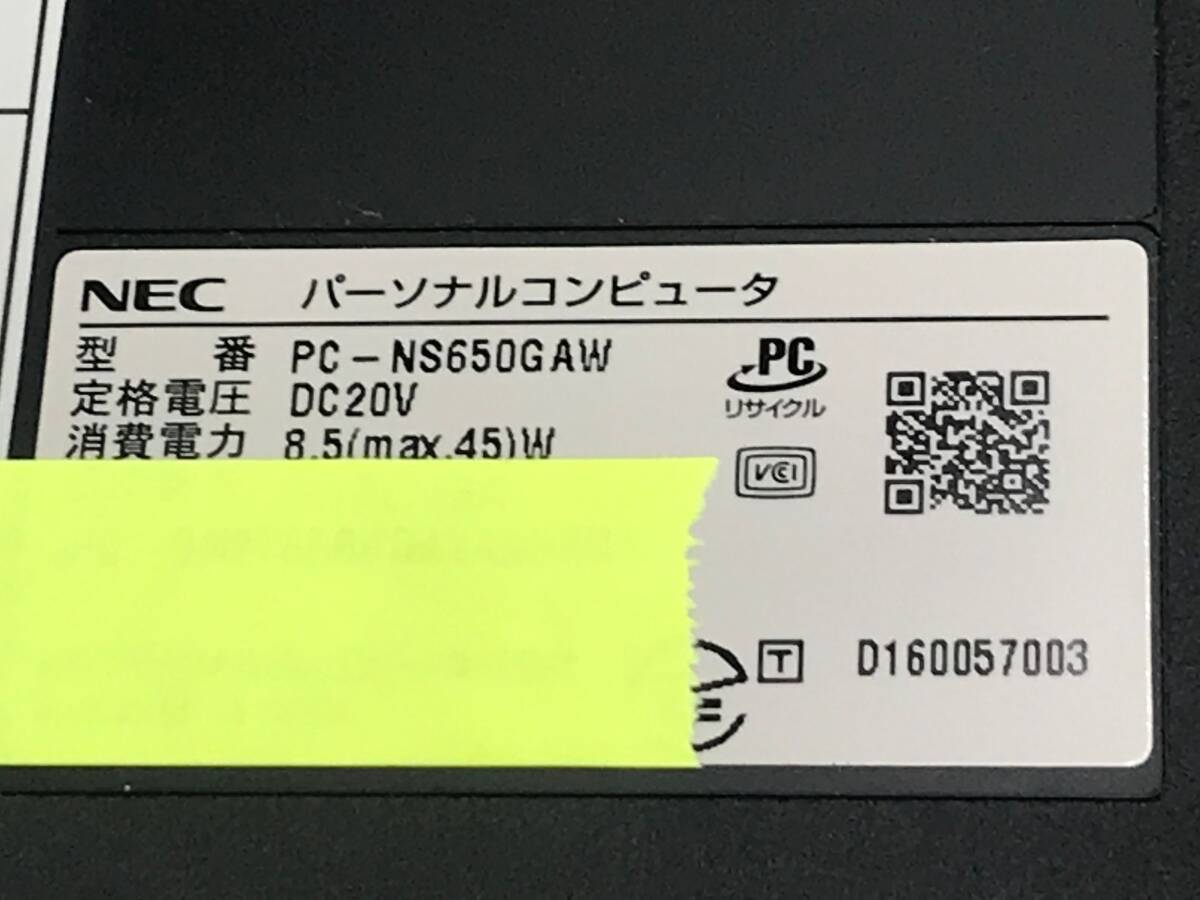 NEC パーソナルコンピュータ
型 番 PC-NS650GAW
定格電圧 DC20V
消費電力 8.5(max.45)W
PC
リサイクル
VCI
T D160057003